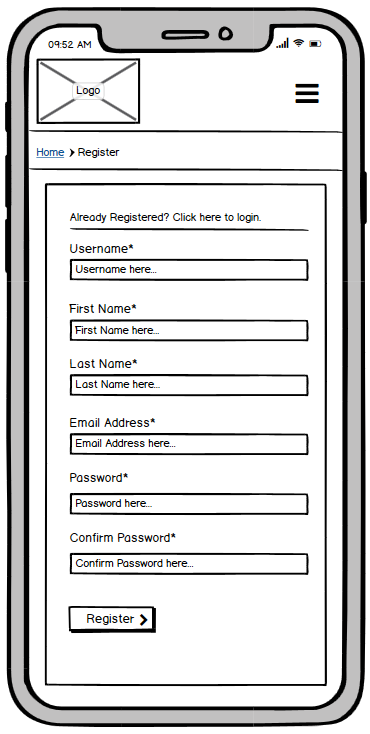 09:52 AM
Logo
Home Register
Already Registered? Click here to login.
Username*
Username here...
First Name*
First Name here...
Last Name*
Last Name here...
Email Address*
Email Address here...
Password*
Password here...
Confirm Password*
Confirm Password here...
Register